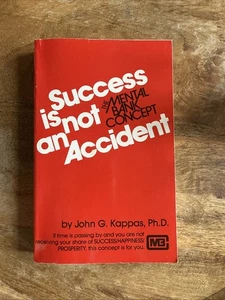 Success
is not
an Accident
the MENTAL
BANK
CONCEPT
by John G. Kappas, Ph.D.
If time is passing by and you are not
receiving your share of SUCCESS/HAPPINESS/
PROSPERITY, this concept is for you.
MB